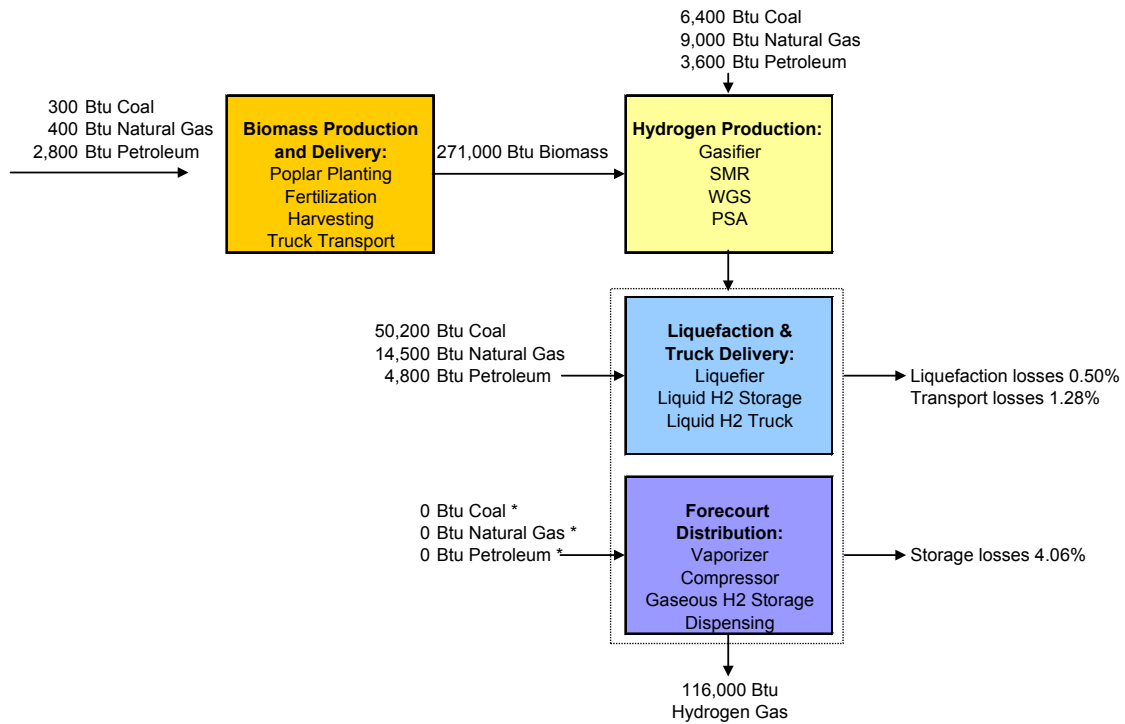 6,400 Btu Coal
9,000 Btu Natural Gas
3,600 Btu Petroleum
300 Btu Coal
400 Btu Natural Gas
2,800 Btu Petroleum
Biomass Production
and Delivery:
Poplar Planting
Fertilization
Harvesting
Truck Transport
271,000 Btu Biomass
Hydrogen Production:
Gasifier
SMR
WGS
PSA
50,200 Btu Coal
14,500 Btu Natural Gas
4,800 Btu Petroleum
Liquefaction &
Truck Delivery:
Liquefier
Liquid H2 Storage
Liquid H2 Truck
Liquefaction losses 0.50%
Transport losses 1.28%
0 Btu Coal *
0 Btu Natural Gas *
0 Btu Petroleum *
Forecourt
Distribution:
Vaporizer
Compressor
Gaseous H2 Storage
Dispensing
Storage losses 4.06%
116,000 Btu
Hydrogen Gas